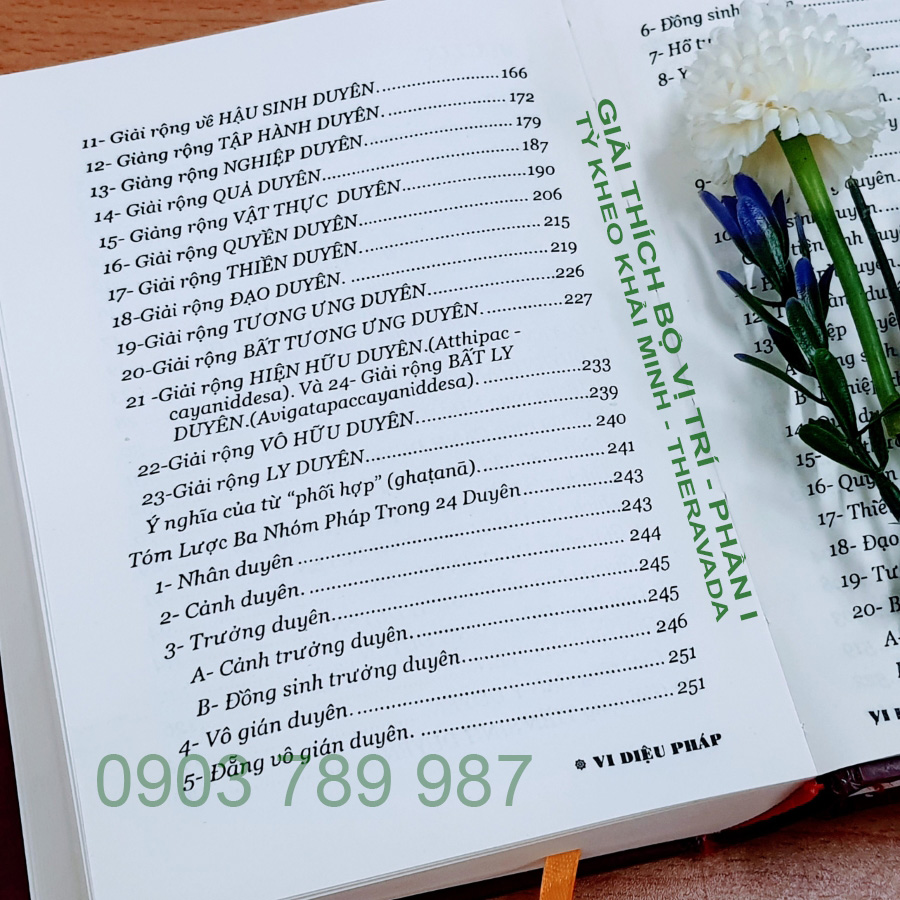 11- Giải rộng về HẬU SINH DUYÊN.......................166
12- Giảng rộng TẬP HÀNH DUYÊN. .......................172
13- Giảng rộng NGHIỆP DUYÊN............................179
14- Giải rộng QUẢ DUYÊN....................................187
15- Giảng rộng VẬT THỰC DUYÊN.......................190
16- Giải rộng QUYỀN DUYÊN................................ 206
17- Giải rộng THIỀN DUYÊN.................................215
18-Giải rộng ĐẠO DUYÊN. ...................................219
19-Giải rộng TƯƠNG ƯNG DUYÊN.......................226
20-Giải rộng BẤT TƯƠNG ƯNG DUYÊN...............227
21 -Giải rộng HIỆN HỮU DUYÊN.(Atthipac -
cayaniddesa). Và 24- Giải rộng BẤT LY
DUYÊN.(Avigatapaccayaniddesa). ..................233
22-Giải rộng VÔ HỮU DUYÊN..............................239
23-Giải rộng LY DUYÊN........................................ 240
Ý nghĩa của từ “phối hợp” (ghaṭanā)......................241
Tóm Lược Ba Nhóm Pháp Trong 24 Duyên...............243
1- Nhân duyên ....................................................243
2- Cảnh duyên. ................................................... 244
3- Trưởng duyên.................................................245
A- Cảnh trưởng duyên.....................................245
B- Đồng sinh trưởng duyên............................... 246
4- Vô gián duyên. ................................................251
5- Đẳng vô gián duyên. ........................................251
❁ VI DIỆU PHÁP
GIẢI THÍCH BỘ VỊ TRÍ - PHẦN I
TỲ KHEO KHẢI MINH - THERAVADA
0903 789 987
6- Đồng sinh
7- Hỗ
8-
9-
12
13
16- Quyền
17- Thiề
18- Đạo
19- Tư
20- B
A-
VI